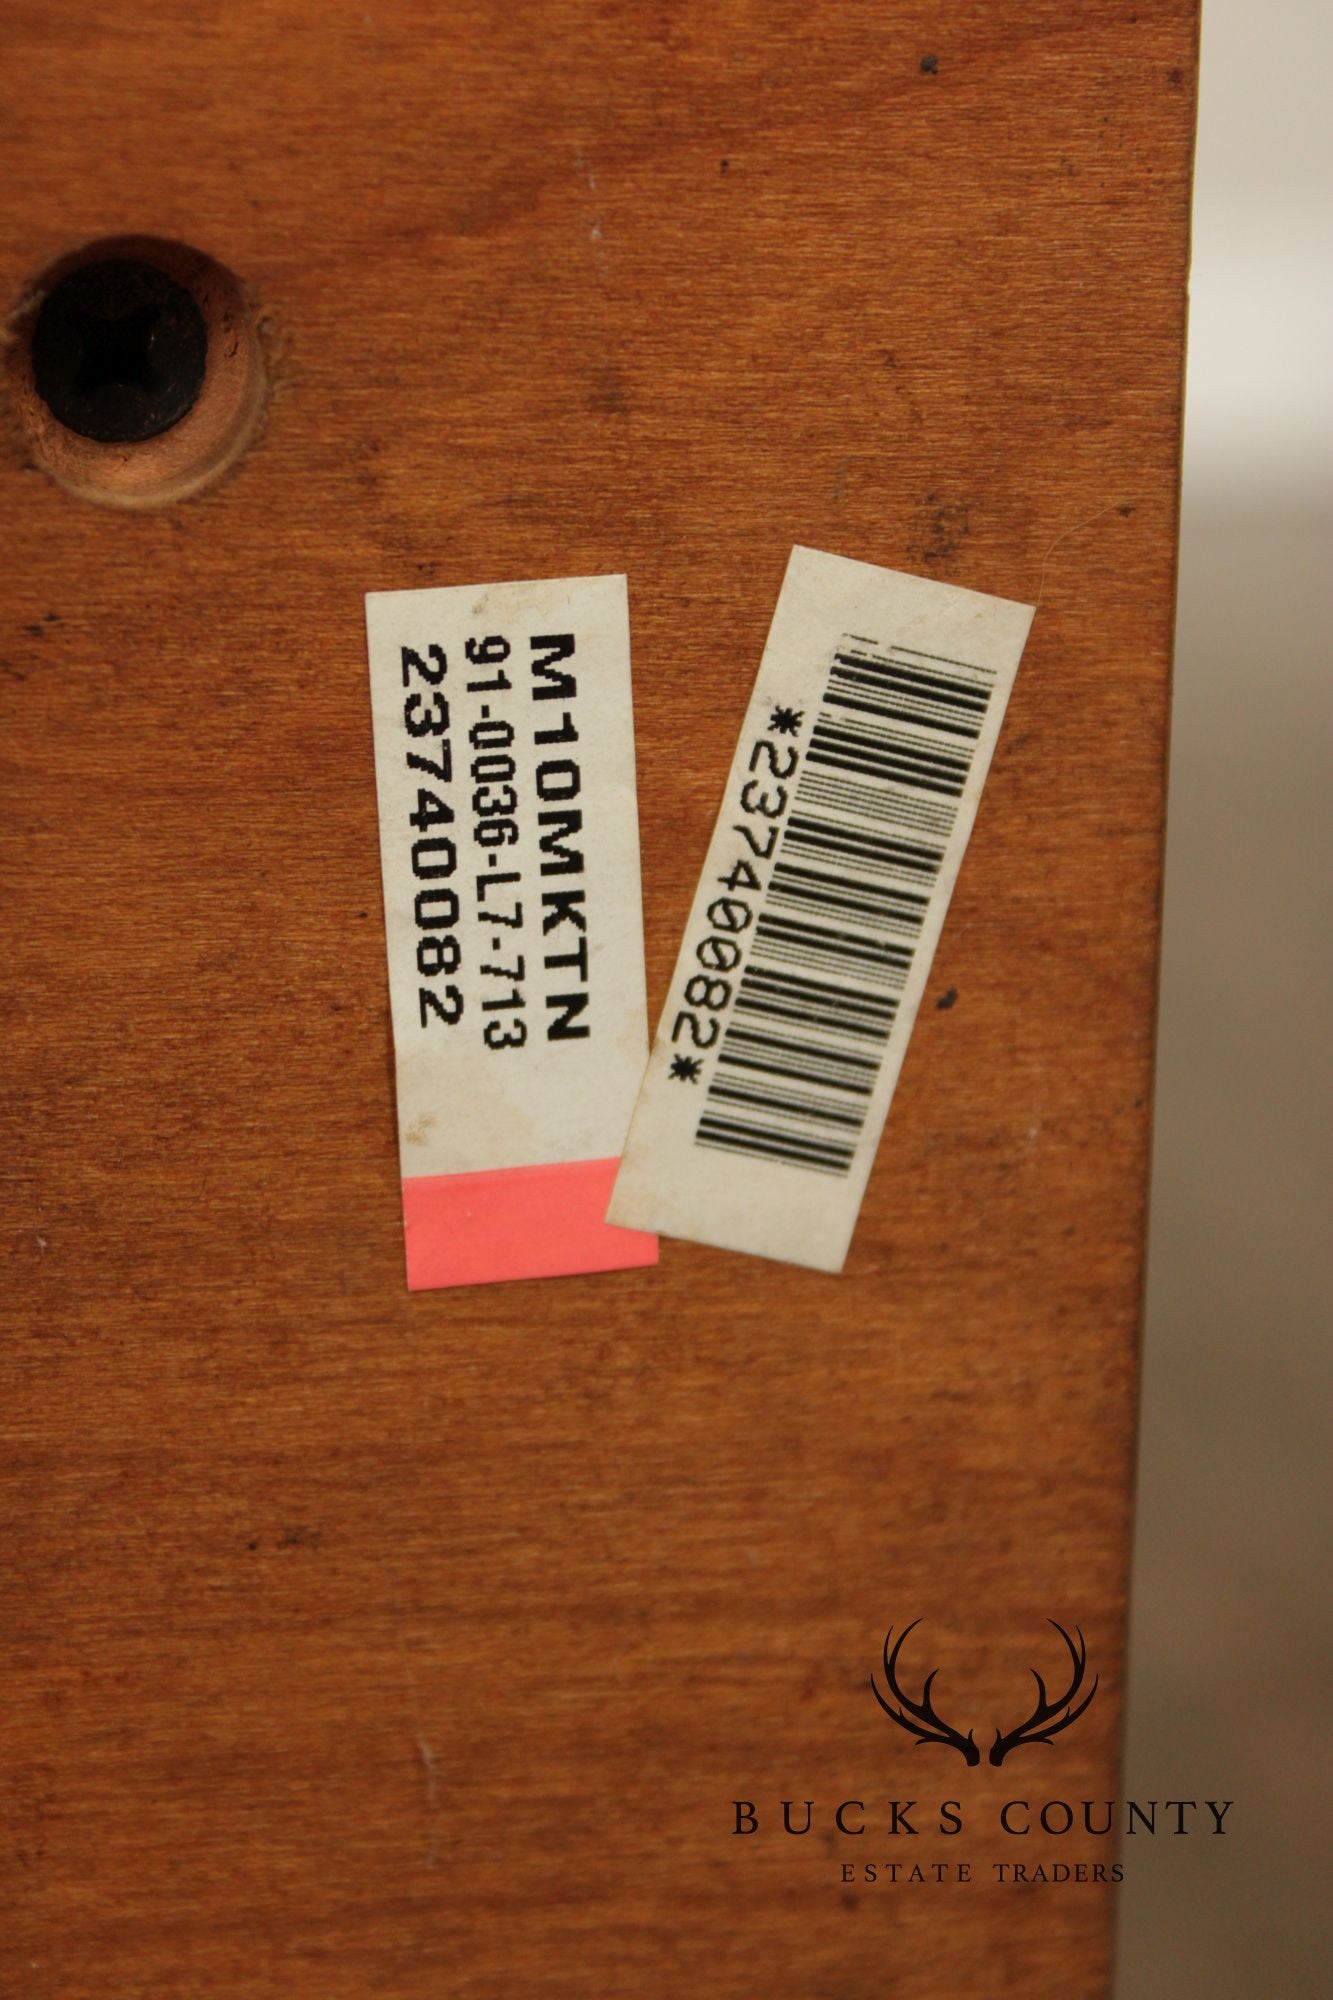 M10MKTN
91-0036-L7-713
23740082
*23740082*
BUCKS COUNTY
ESTATE TRADERS